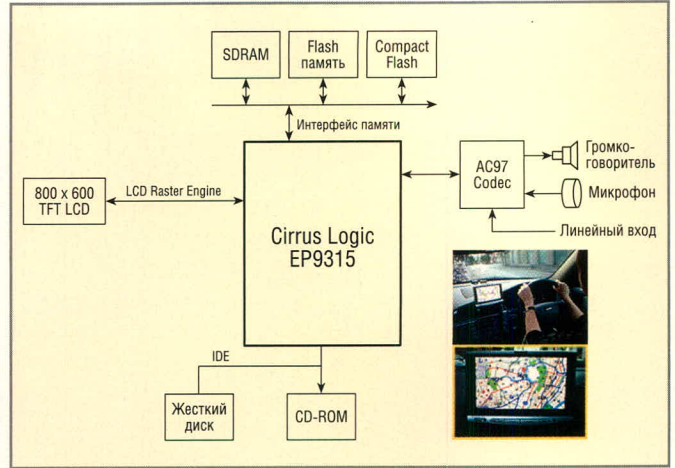 SDRAM
Flash
память
Compact
Flash
Интерфейс памяти
800 x 600
TFT LCD
LCD Raster Engine
Cirrus Logic
EP9315
AC97
Codec
Громко-
говоритель
Микрофон
Линейный вход
IDE
Жесткий
диск
CD-ROM